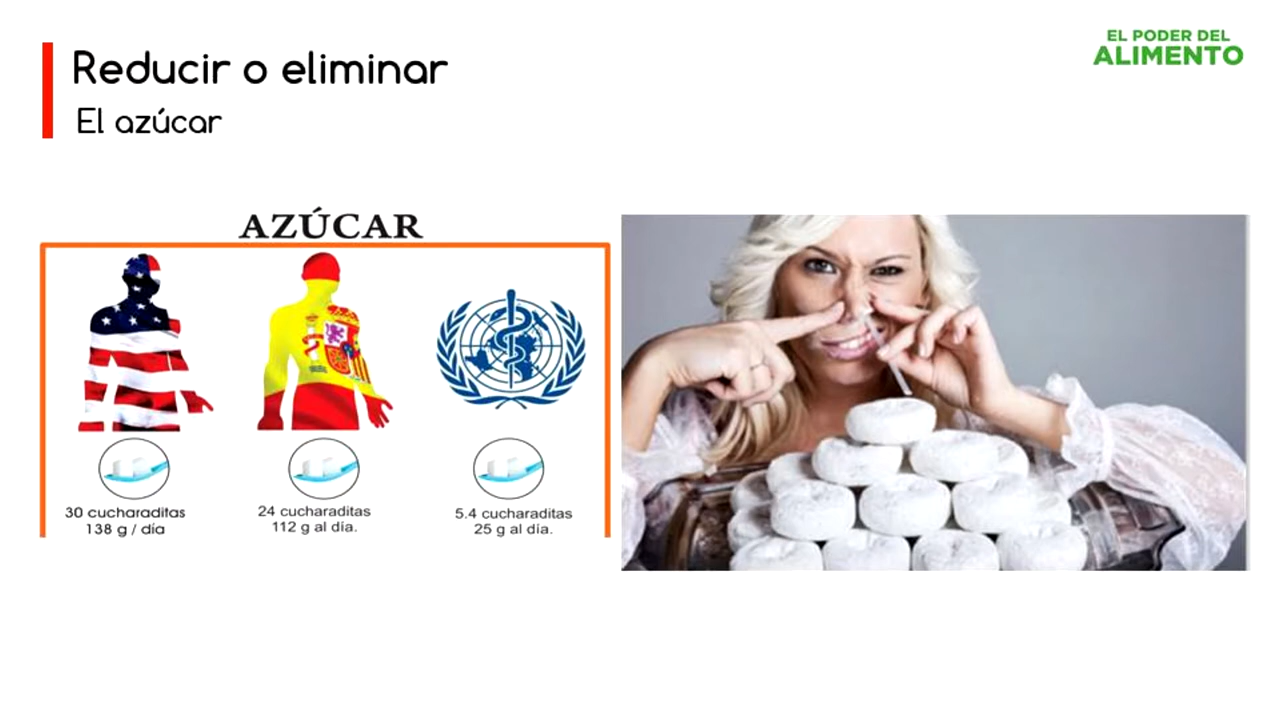 Reducir o eliminar
El azúcar
EL PODER DEL
ALIMENTO
AZÚCAR
30 cucharaditas
138 g / día
24 cucharaditas
112 g al día.
5.4 cucharaditas
25 g al día.